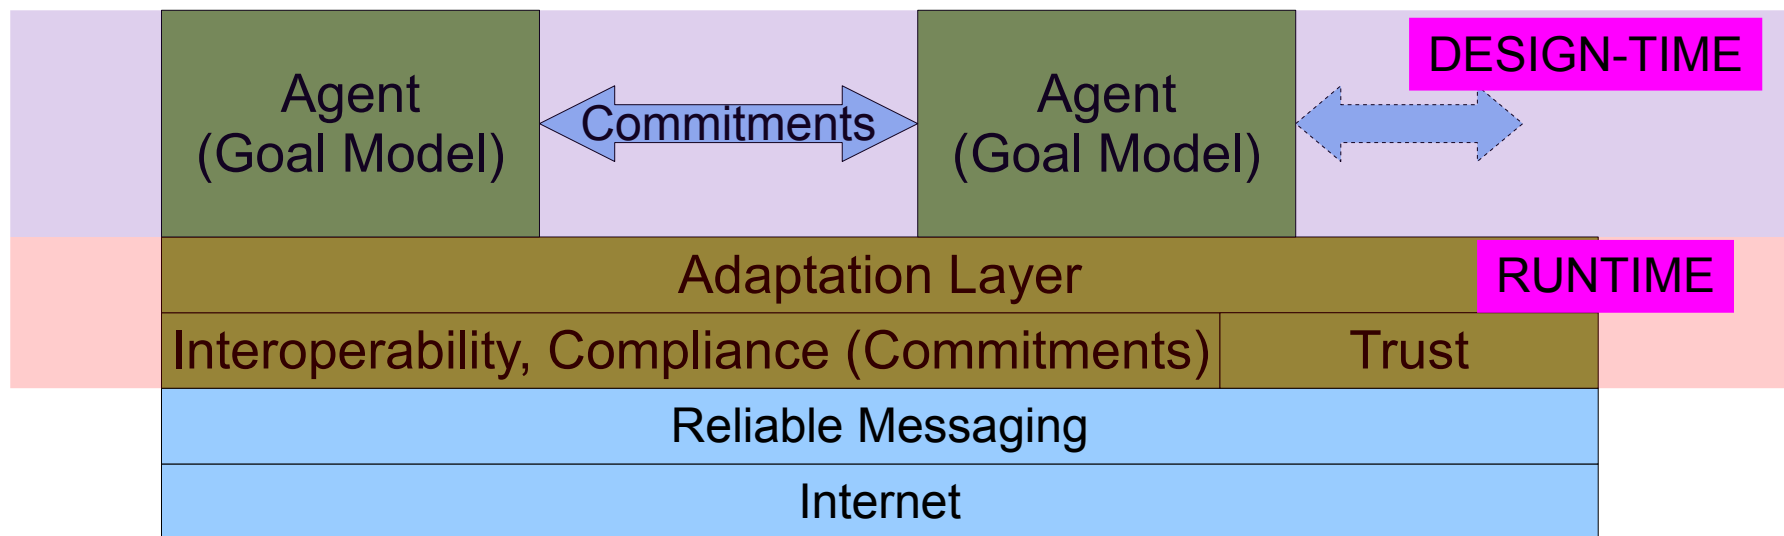 Agent
(Goal Model)
Commitments
Agent
(Goal Model)
DESIGN-TIME
Adaptation Layer
RUNTIME
Interoperability, Compliance (Commitments)
Trust
Reliable Messaging
Internet